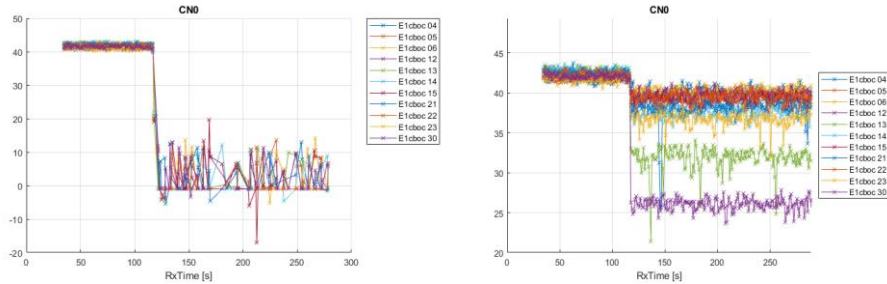 CN0
50
40
30
20
10
0
-10
-20
0
50
100
150
200
250
300
RxTime [s]
E1cboc 04
E1cboc 05
E1cboc 06
E1cboc 12
E1cboc 13
E1cboc 14
E1cboc 15
E1cboc 21
E1cboc 22
E1cboc 23
E1cboc 30
CN0
45
40
35
30
25
20
0
50
100
150
200
250
RxTime [s]
E1cboc 04
E1cboc 05
E1cboc 06
E1cboc 12
E1cboc 13
E1cboc 14
E1cboc 15
E1cboc 21
E1cboc 22
E1cboc 23
E1cboc 30